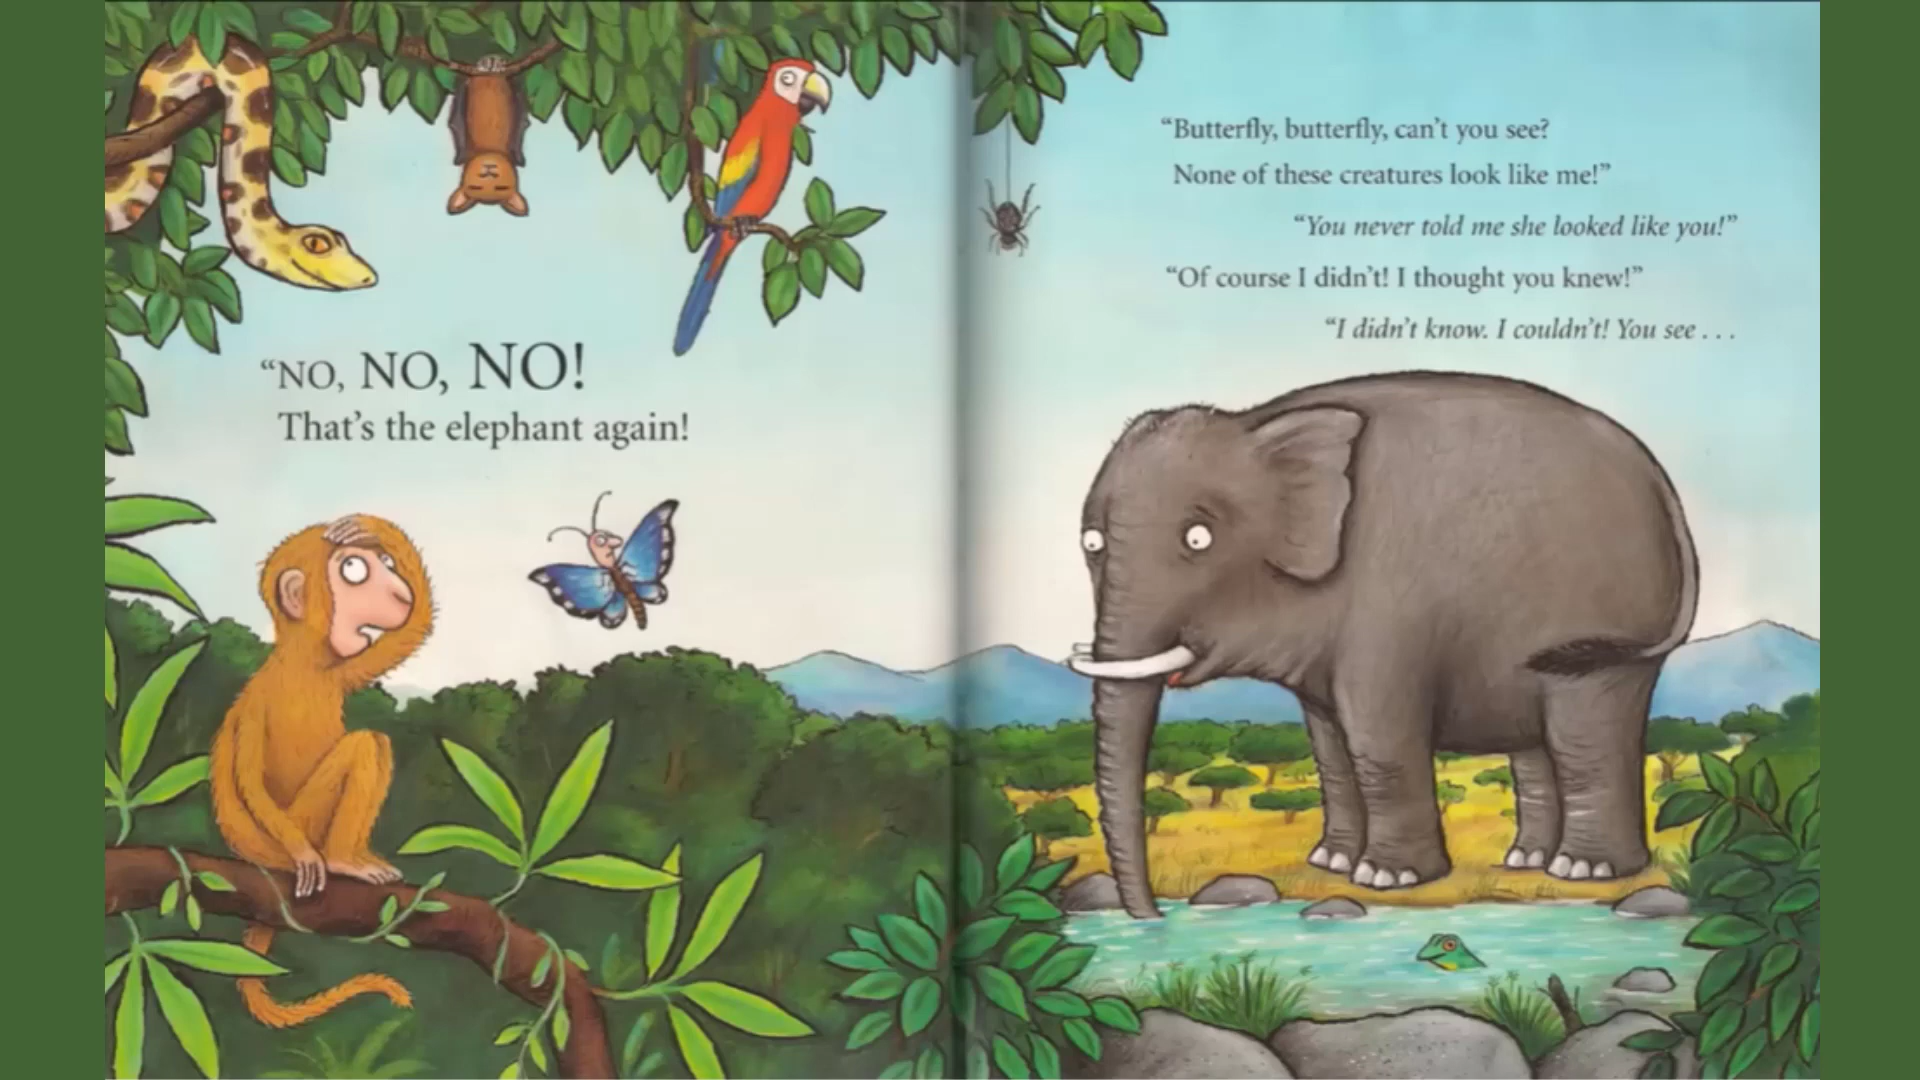 “NO, NO, NO!
That’s the elephant again!
“Butterfly, butterfly, can’t you see?
None of these creatures look like me!”
“You never told me she looked like you!”
“Of course I didn’t! I thought you knew!”
“I didn’t know. I couldn’t! You see . . .